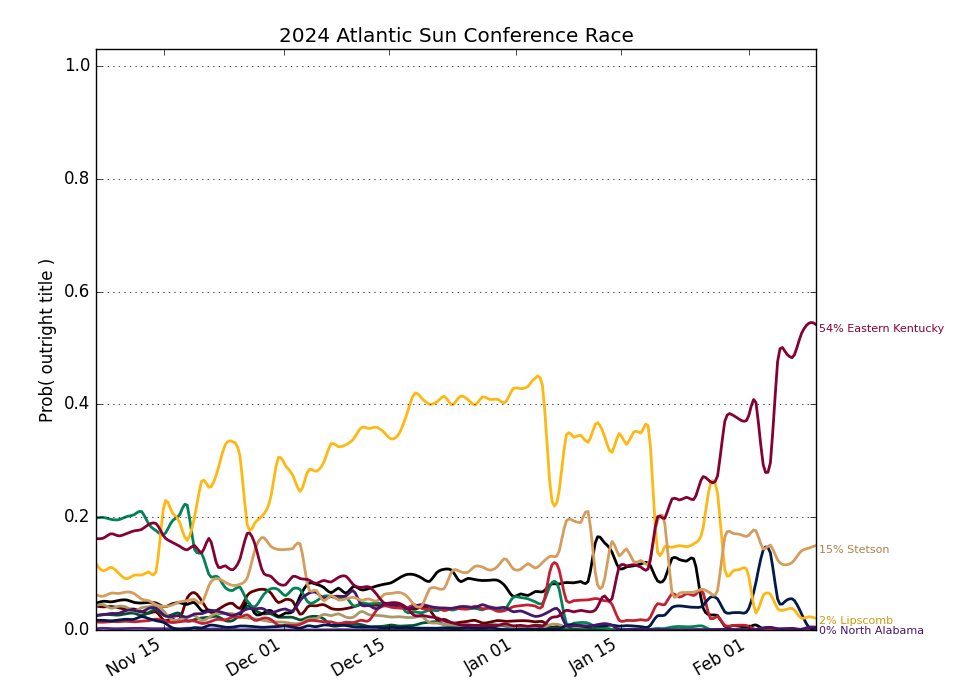 2024 Atlantic Sun Conference Race
Prob( outright title )
1.0
0.8
0.6
0.4
0.2
0.0
Nov 15
Dec 01
Dec 15
Jan 01
Jan 15
Feb 01
54% Eastern Kentucky
15% Stetson
2% Lipscomb
0% North Alabama